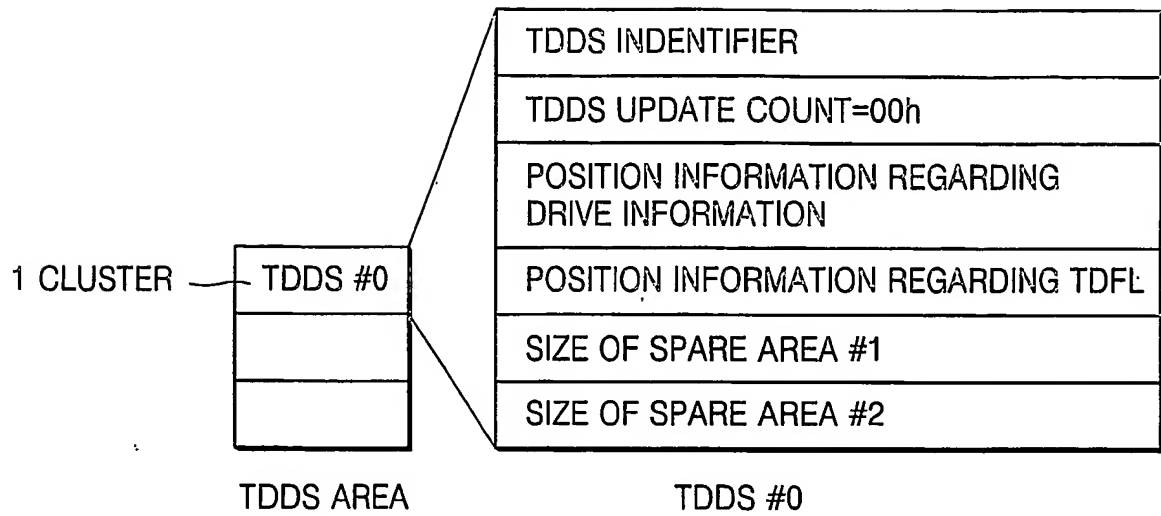 TDDS INDENTIFIER
TDDS UPDATE COUNT=00h
POSITION INFORMATION REGARDING
DRIVE INFORMATION
1 CLUSTER
TDDS #0
POSITION INFORMATION REGARDING TDFL
SIZE OF SPARE AREA #1
SIZE OF SPARE AREA #2
TDDS AREA
TDDS #0